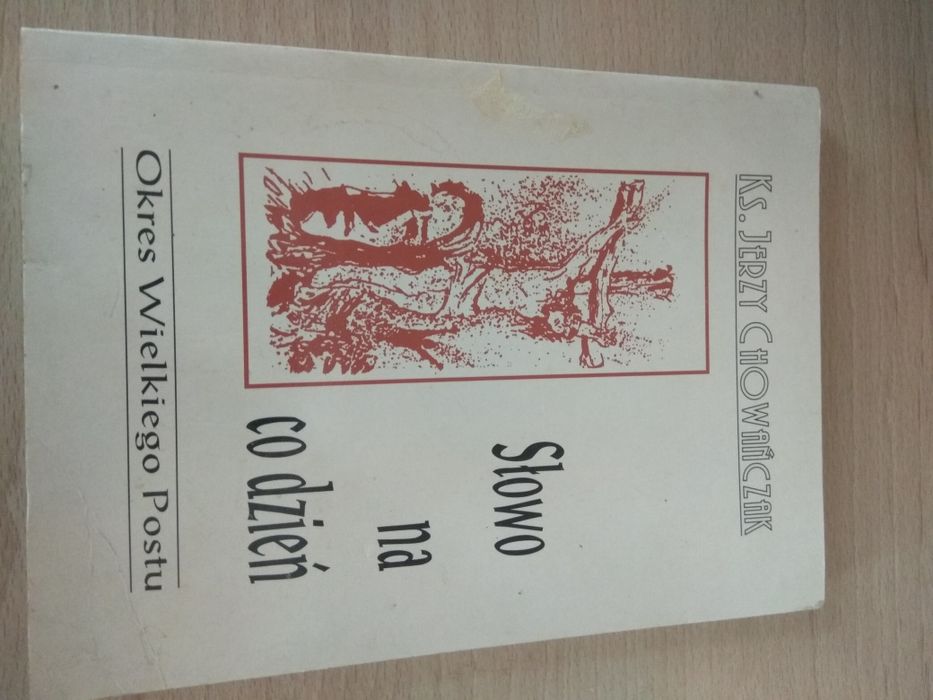 KS. JERZY CHOWAŃCZAK
Słowo
na
co dzień
Okres Wielkiego Postu